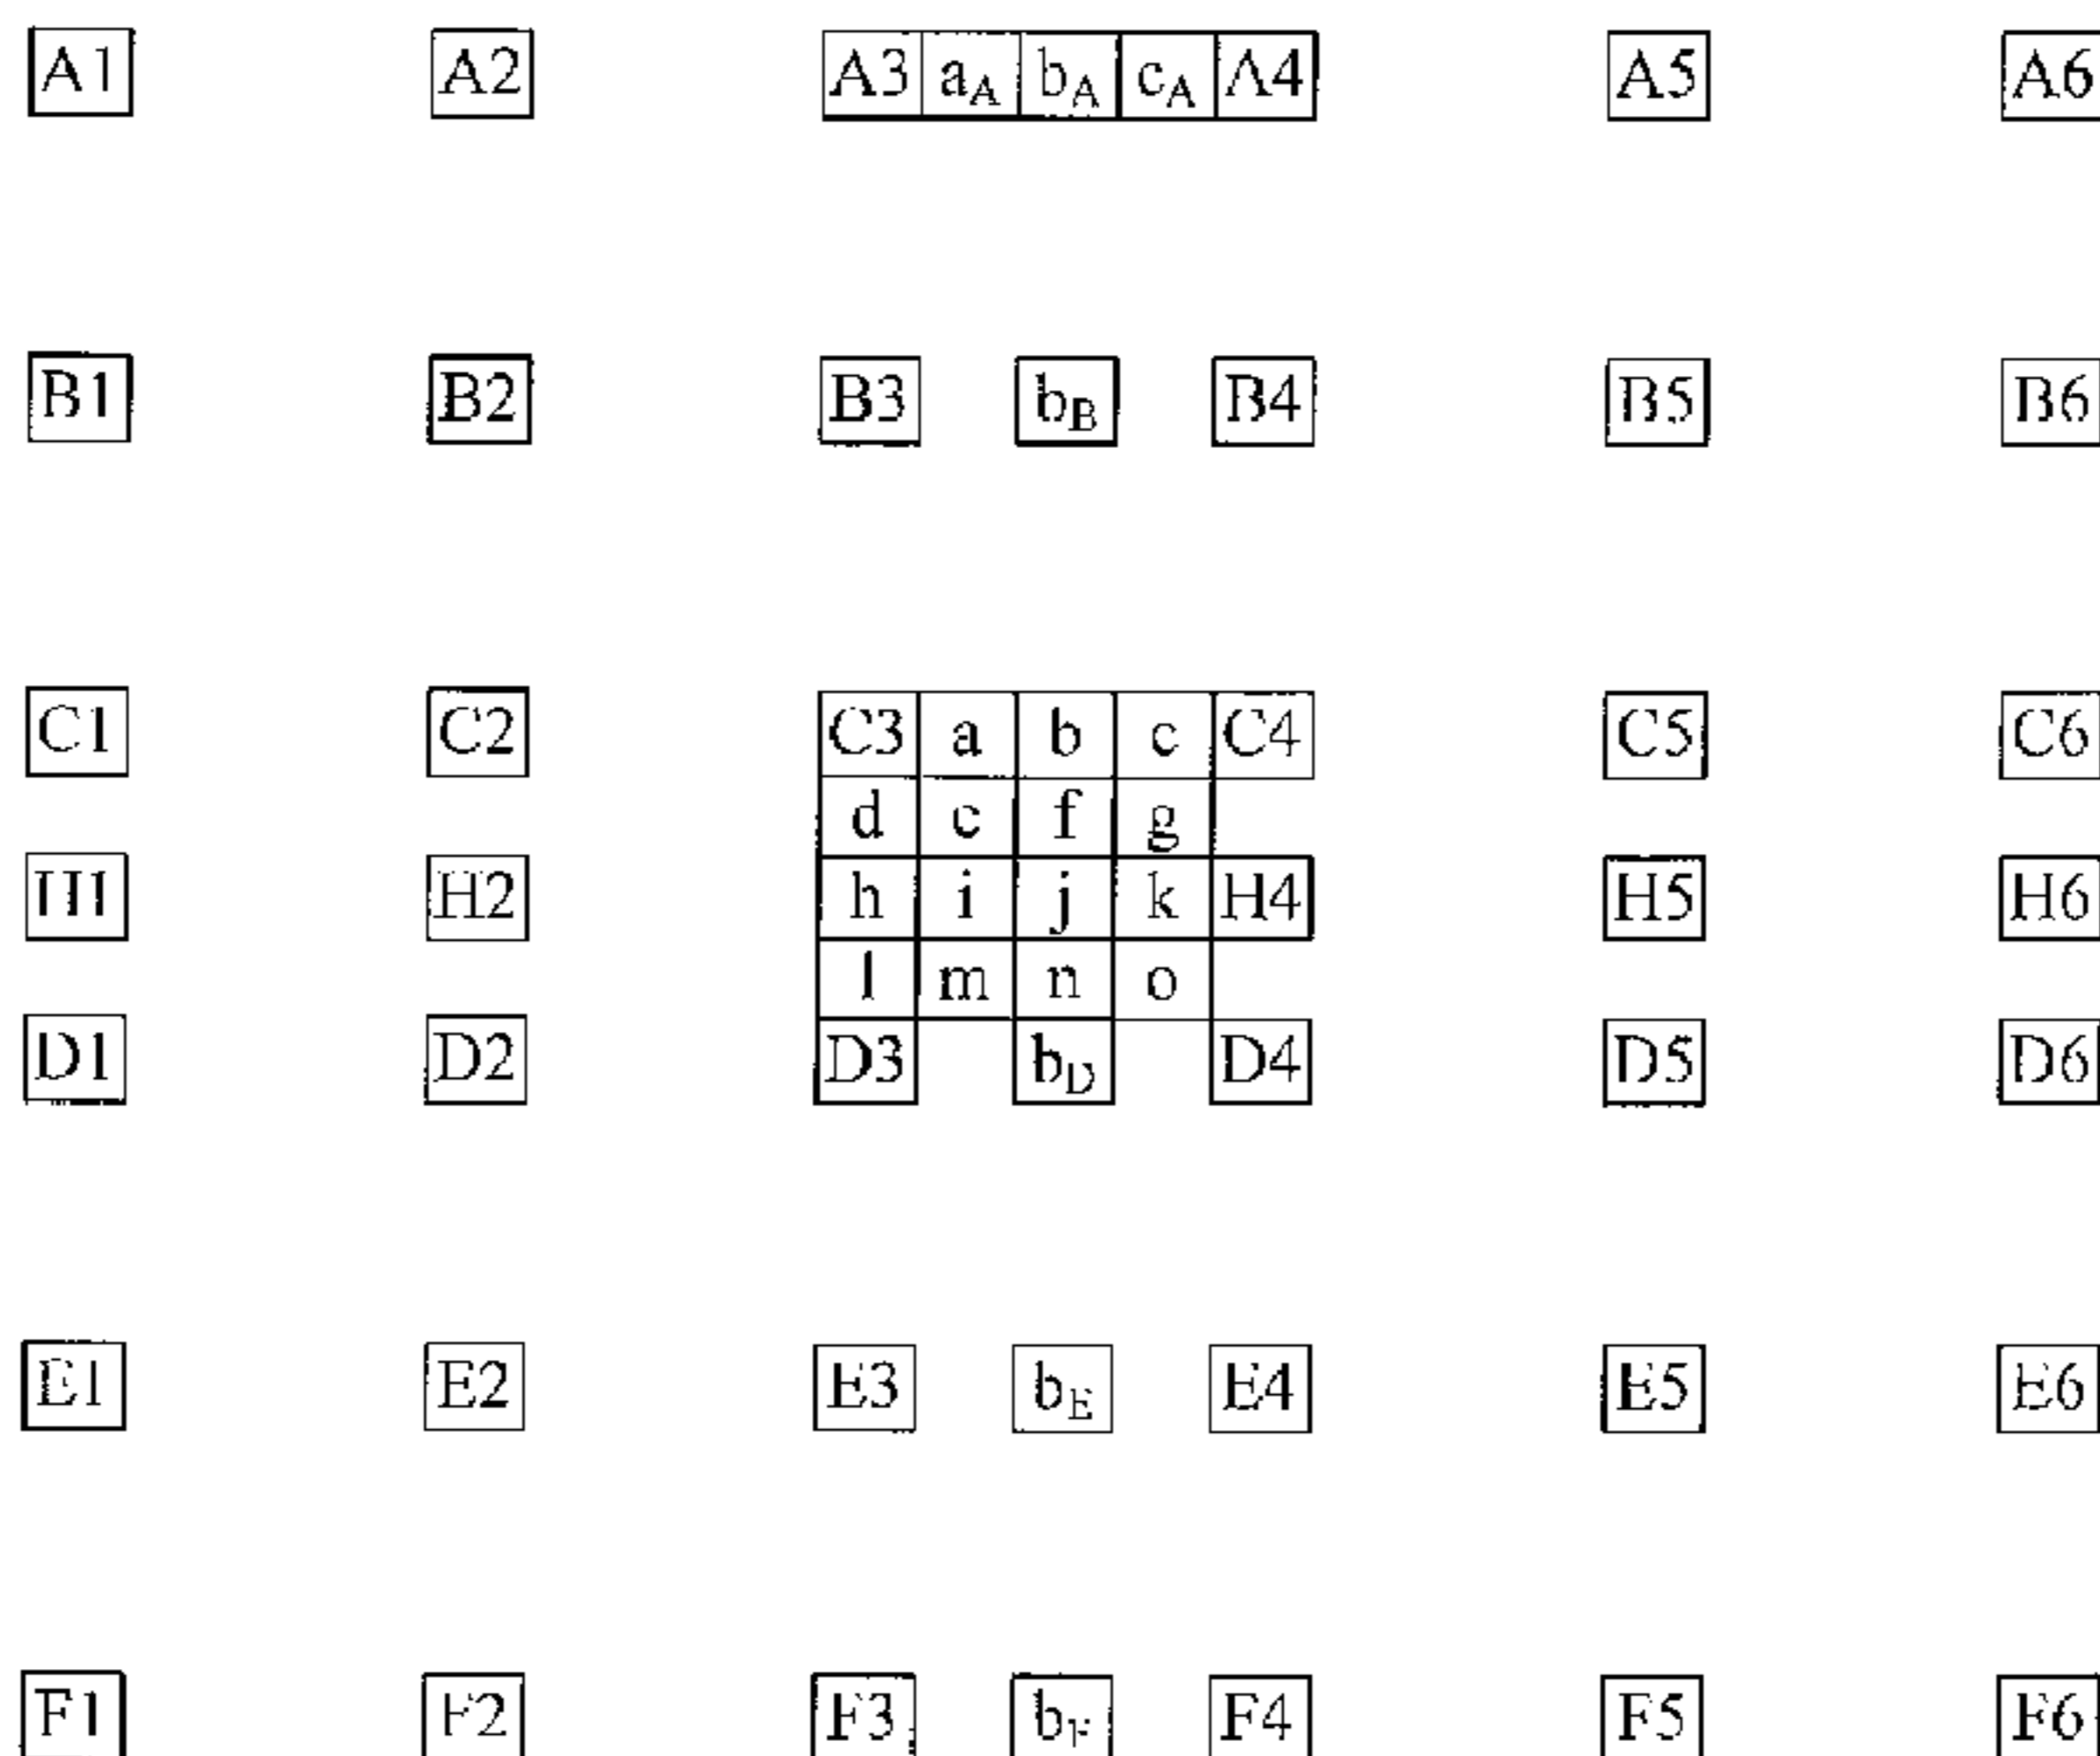 A1 A2 A3 aA bA cA A4 A5 A6
B1 B2 B3 bB B4 B5 B6
C1 C2 C3 a b c C4 C5 C6
d e f g
H1 H2 h i j k H4 H5 H6
l m n o
D1 D2 D3 bD D4 D5 D6
E1 E2 E3 bE E4 E5 E6
F1 F2 F3 bF F4 F5 F6